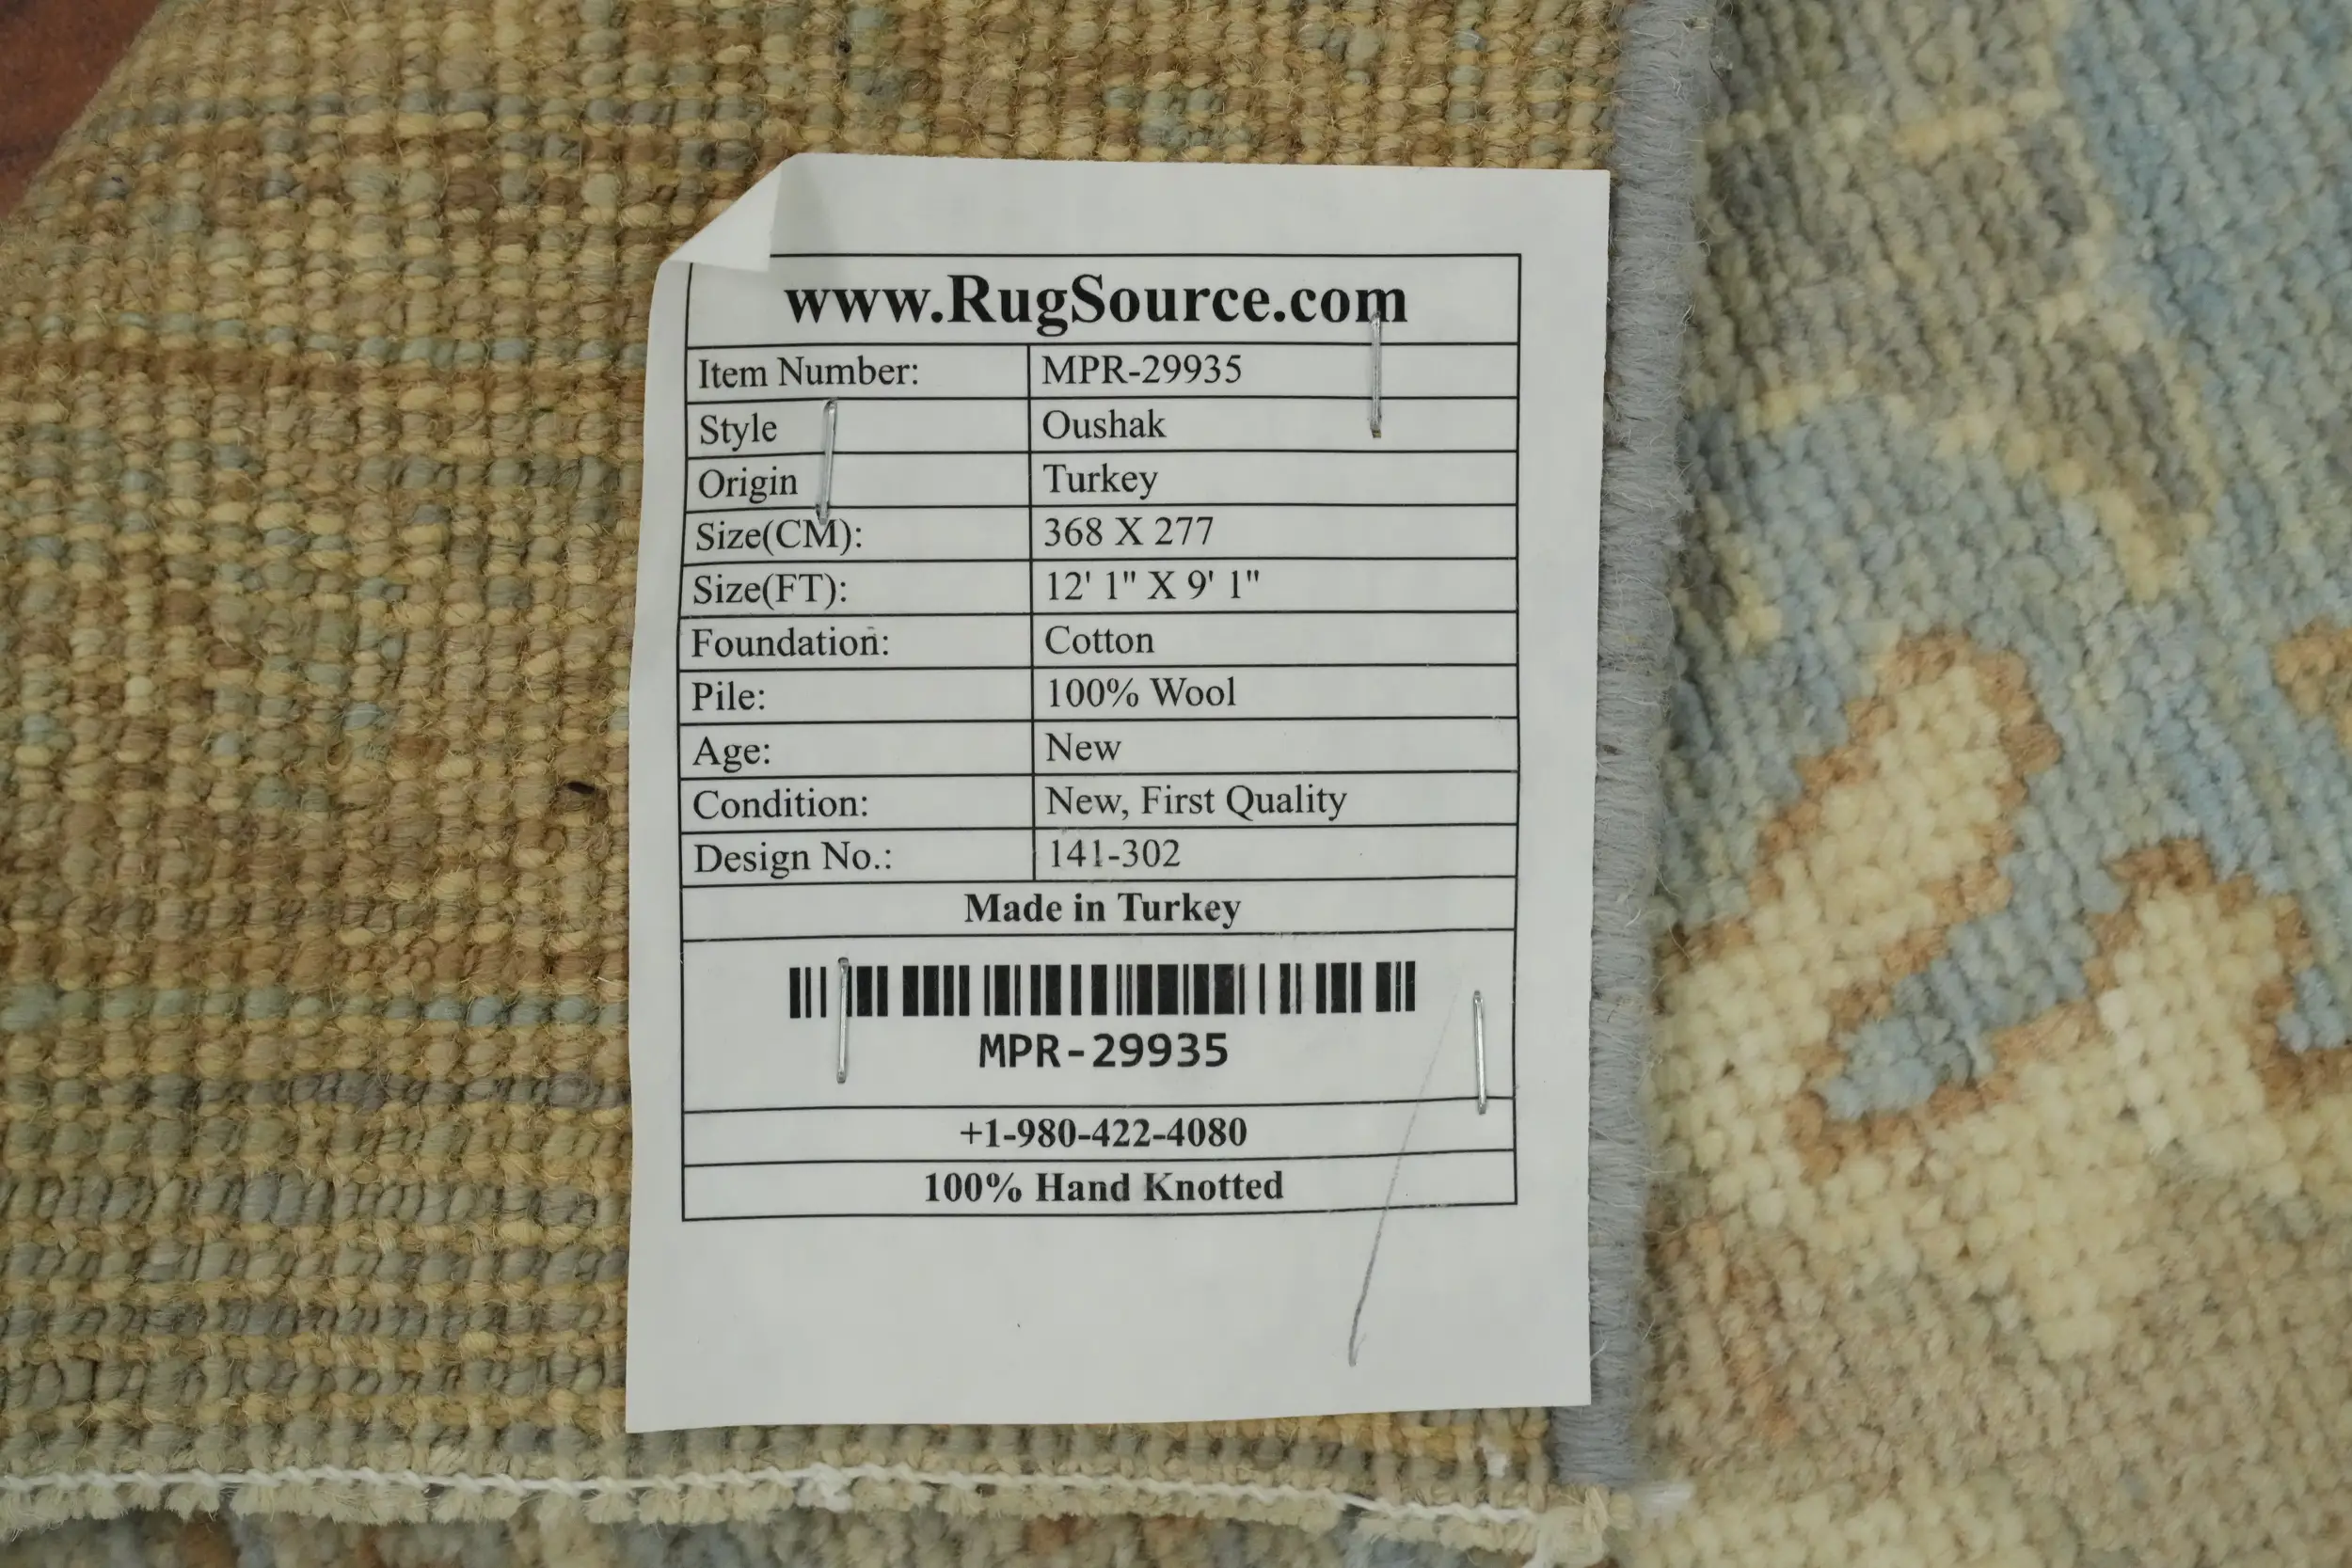 www.RugSource.com
Item Number: MPR-29935
Style Oushak
Origin Turkey
Size(CM): 368 X 277
Size(FT): 12' 1" X 9' 1"
Foundation: Cotton
Pile: 100% Wool
Age: New
Condition: New, First Quality
Design No.: 141-302
Made in Turkey
MPR-29935
+1-980-422-4080
100% Hand Knotted